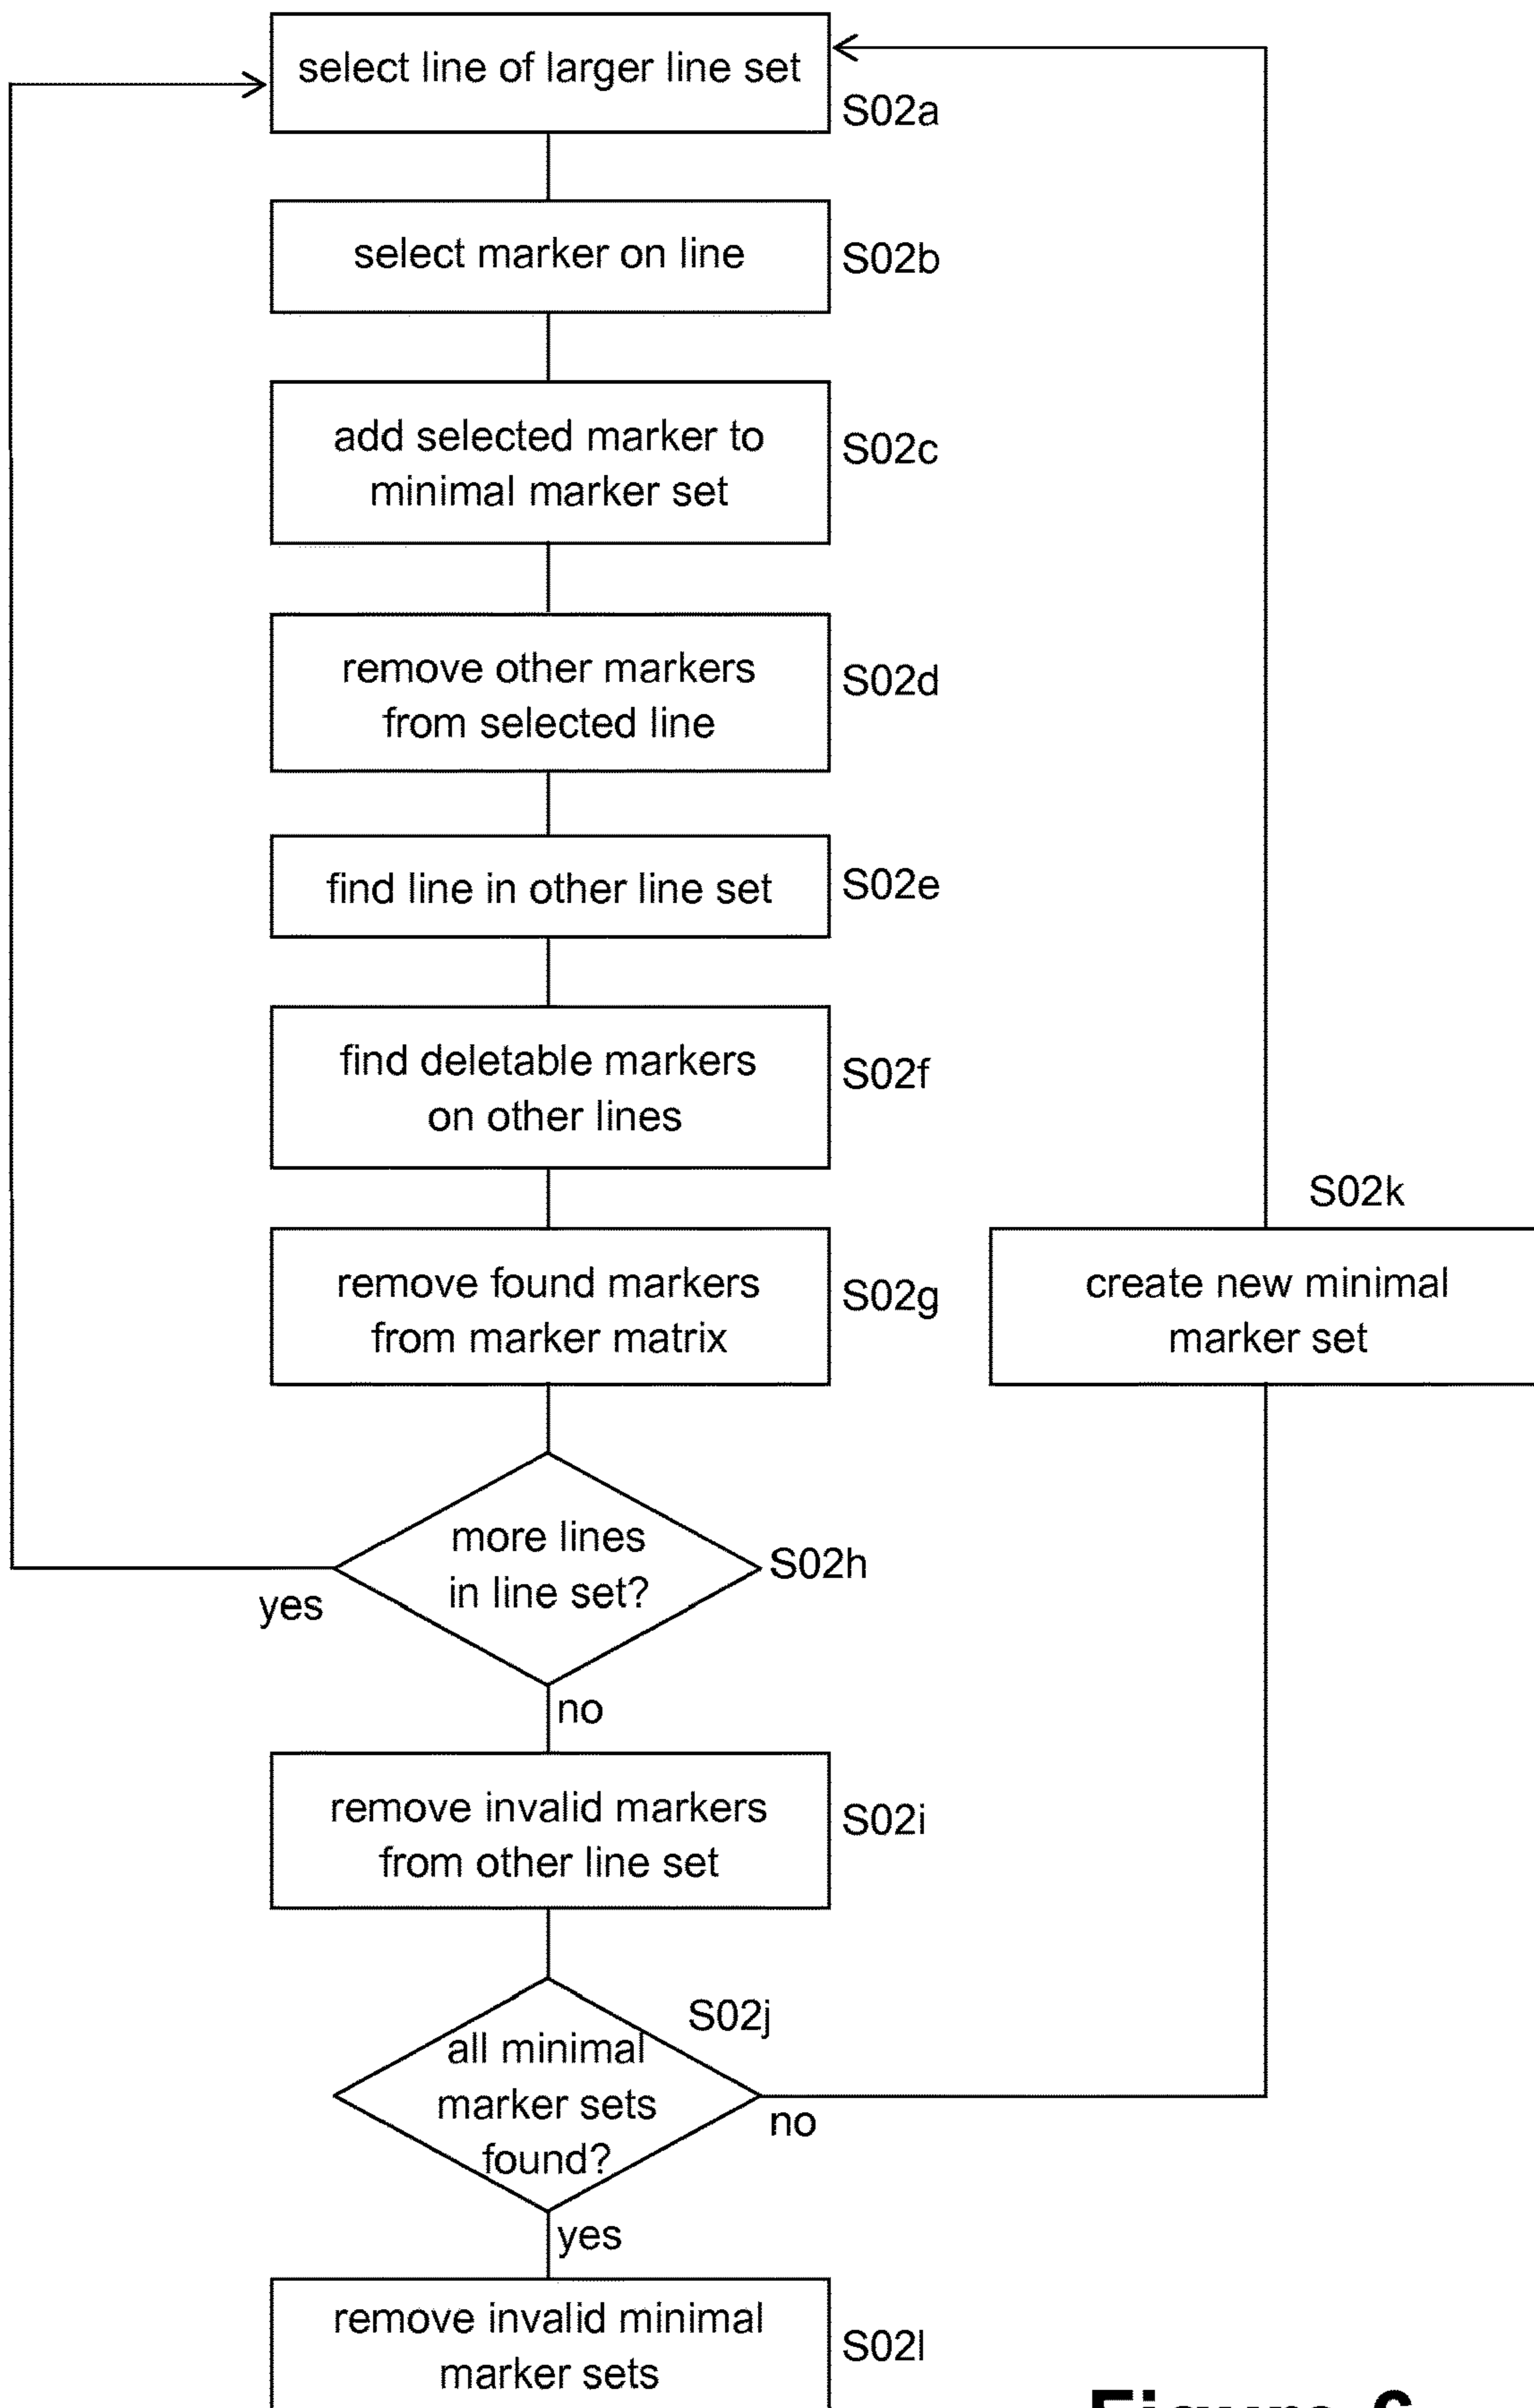 select line of larger line set
S02a
select marker on line
S02b
add selected marker to
minimal marker set
S02c
remove other markers
from selected line
S02d
find line in other line set
S02e
find deletable markers
on other lines
S02f
S02k
remove found markers
from marker matrix
S02g
create new minimal
marker set
more lines
in line set?
S02h
yes
no
remove invalid markers
from other line set
S02i
S02j
all minimal
marker sets
found?
no
yes
remove invalid minimal
marker sets
S02l